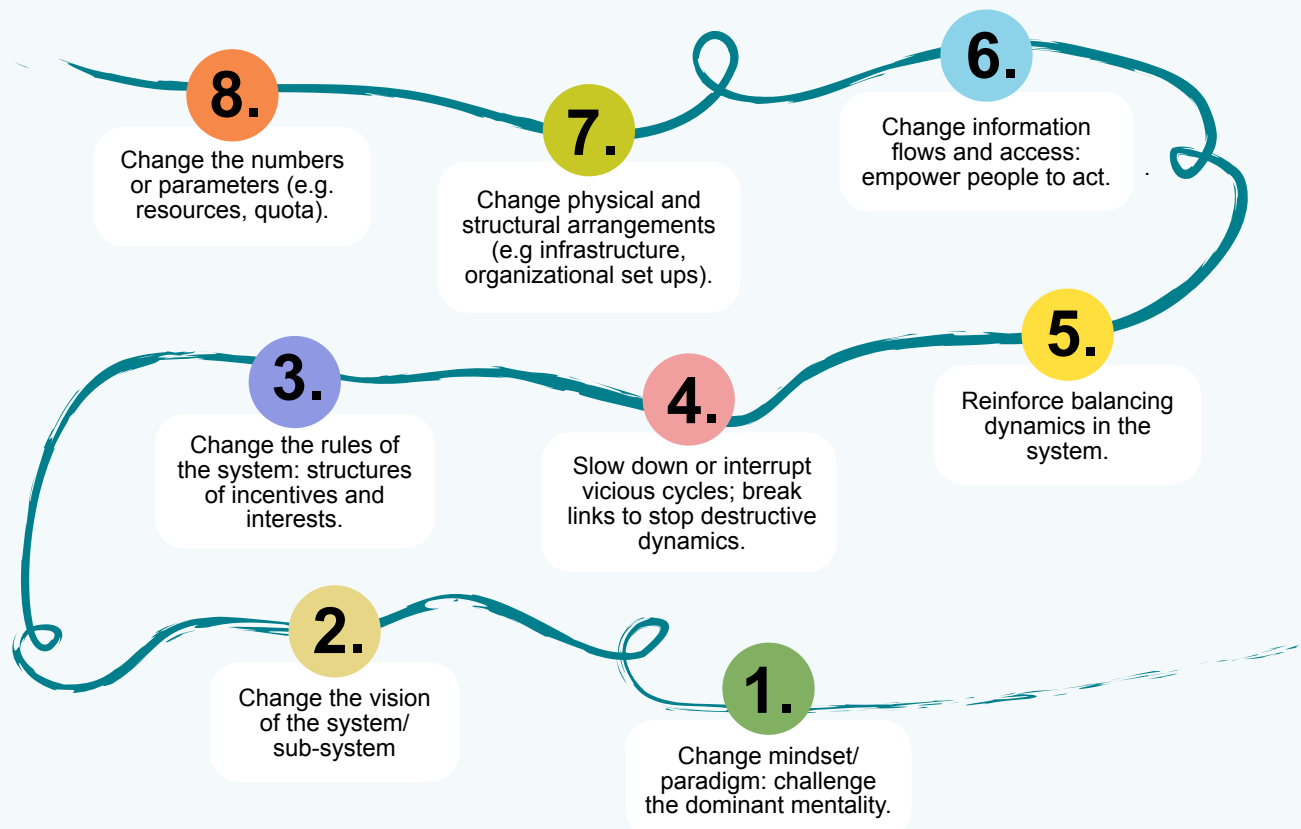 8.
Change the numbers
or parameters (e.g.
resources, quota).
7.
Change physical and
structural arrangements
(e.g infrastructure,
organizational set ups).
6.
Change information
flows and access:
empower people to act.
.
5.
Reinforce balancing
dynamics in the
system.
4.
Slow down or interrupt
vicious cycles; break
links to stop destructive
dynamics.
3.
Change the rules of
the system: structures
of incentives and
interests.
2.
Change the vision
of the system/
sub-system
1.
Change mindset/
paradigm: challenge
the dominant mentality.